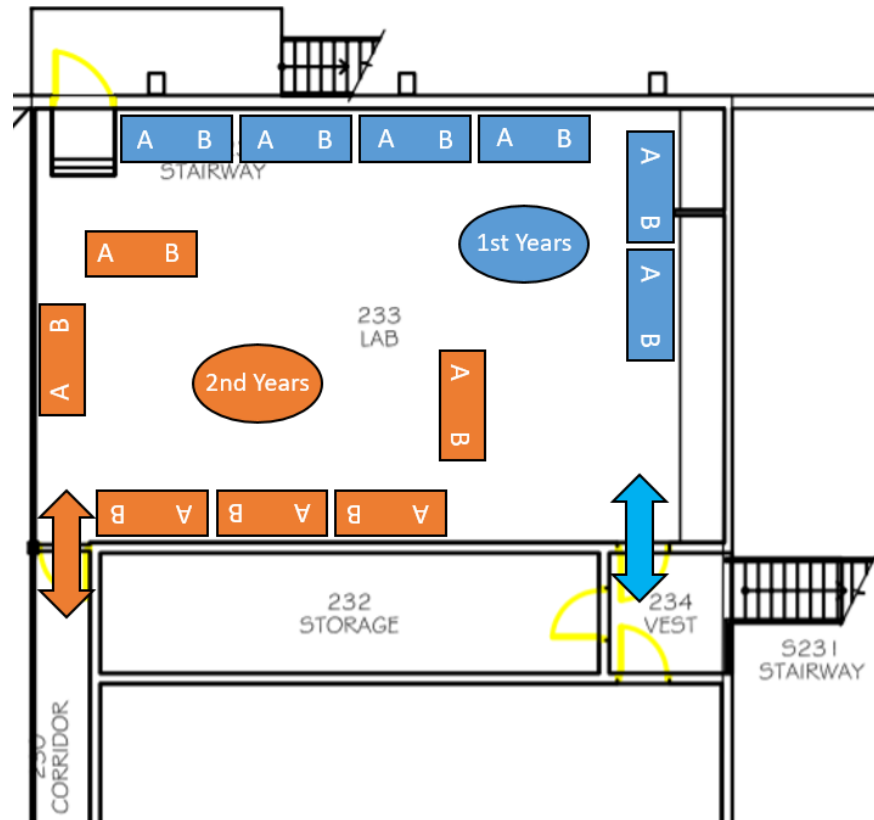 A B A B A B A B
STAIRWAY
A
B
1st Years
A B
A
B
B
A
233
LAB
2nd Years
A
B
B A B A B A
232
STORAGE
234
VEST
S231
STAIRWAY
CORRIDOR